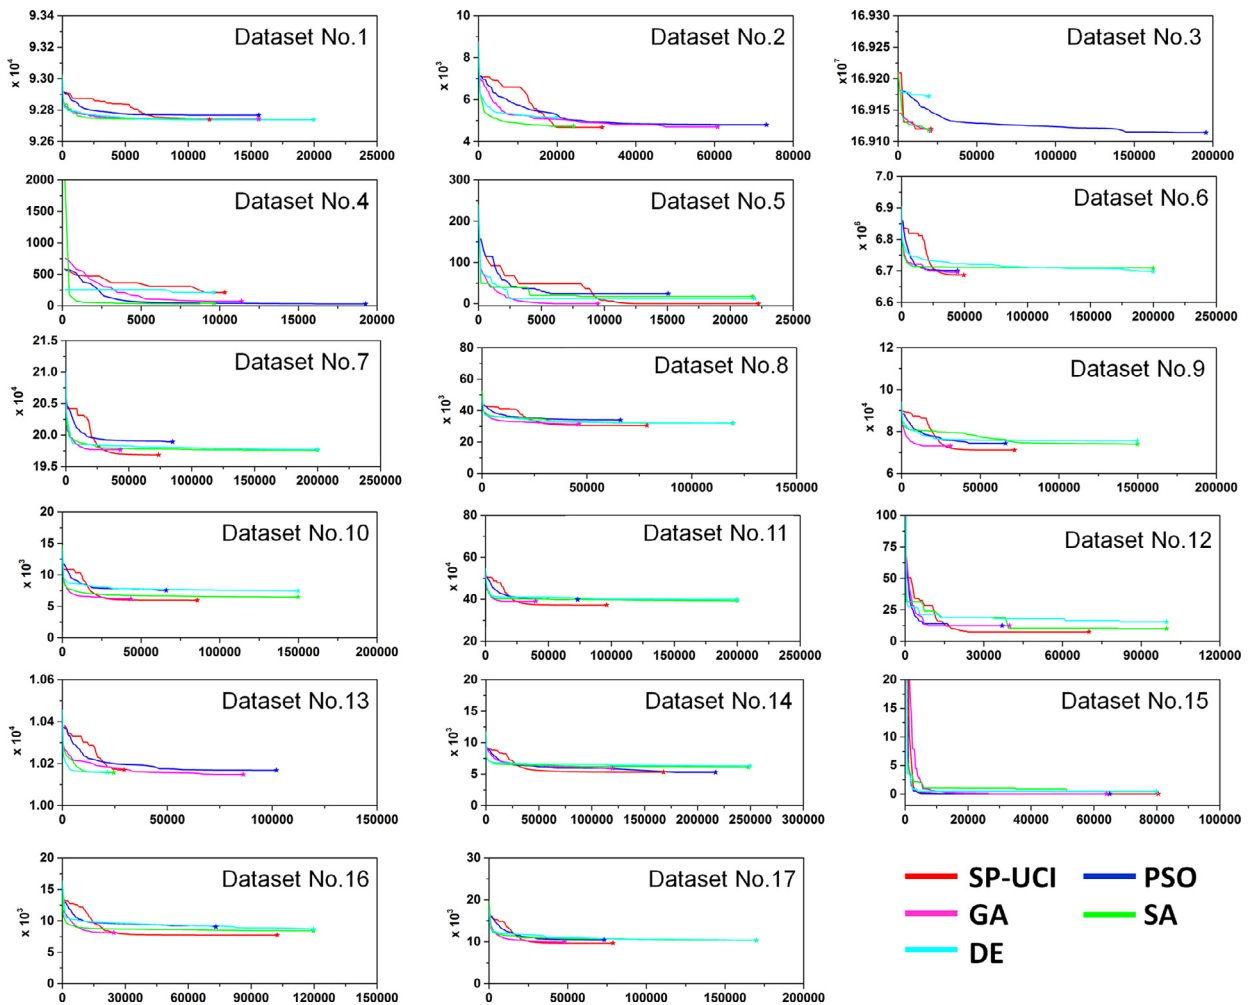 Dataset No.1
x 10⁴
9.34
9.32
9.30
9.28
9.26
0 5000 10000 15000 20000 25000
Dataset No.2
x 10³
10
8
6
4
0 20000 40000 60000 80000
Dataset No.3
x 10⁷
16.930
16.925
16.920
16.915
16.910
0 50000 100000 150000 200000
Dataset No.4
2000
1500
1000
500
0
0 4000 8000 12000 16000 20000
Dataset No.5
300
200
100
0
0 5000 10000 15000 20000 25000
Dataset No.6
x 10⁶
7.0
6.8
6.7
6.6
0 50000 100000 150000 200000 250000
Dataset No.7
x 10⁴
21.5
21.0
20.5
20.0
19.5
0 50000 100000 150000 200000 250000
Dataset No.8
x 10³
80
60
40
20
0
0 50000 100000 150000
Dataset No.9
x 10⁴
12
10
8
6
0 50000 100000 150000 200000
Dataset No.10
x 10³
20
15
10
5
0
0 50000 100000 150000 200000
Dataset No.11
x 10⁴
80
60
40
20
0 50000 100000 150000 200000 250000
Dataset No.12
100
75
50
25
0
0 20000 40000 60000 80000 100000 120000
Dataset No.13
x 10⁴
1.06
1.04
1.02
1.00
0 50000 100000 150000
Dataset No.14
x 10³
20
15
10
5
0
0 50000 100000 150000 200000 250000 300000
Dataset No.15
20
15
10
5
0
0 20000 40000 60000 80000 100000
Dataset No.16
x 10³
20
15
10
5
0
0 30000 60000 90000 120000 150000
Dataset No.17
x 10³
30
20
10
0
0 50000 100000 150000 200000
SP-UCI PSO
GA SA
DE